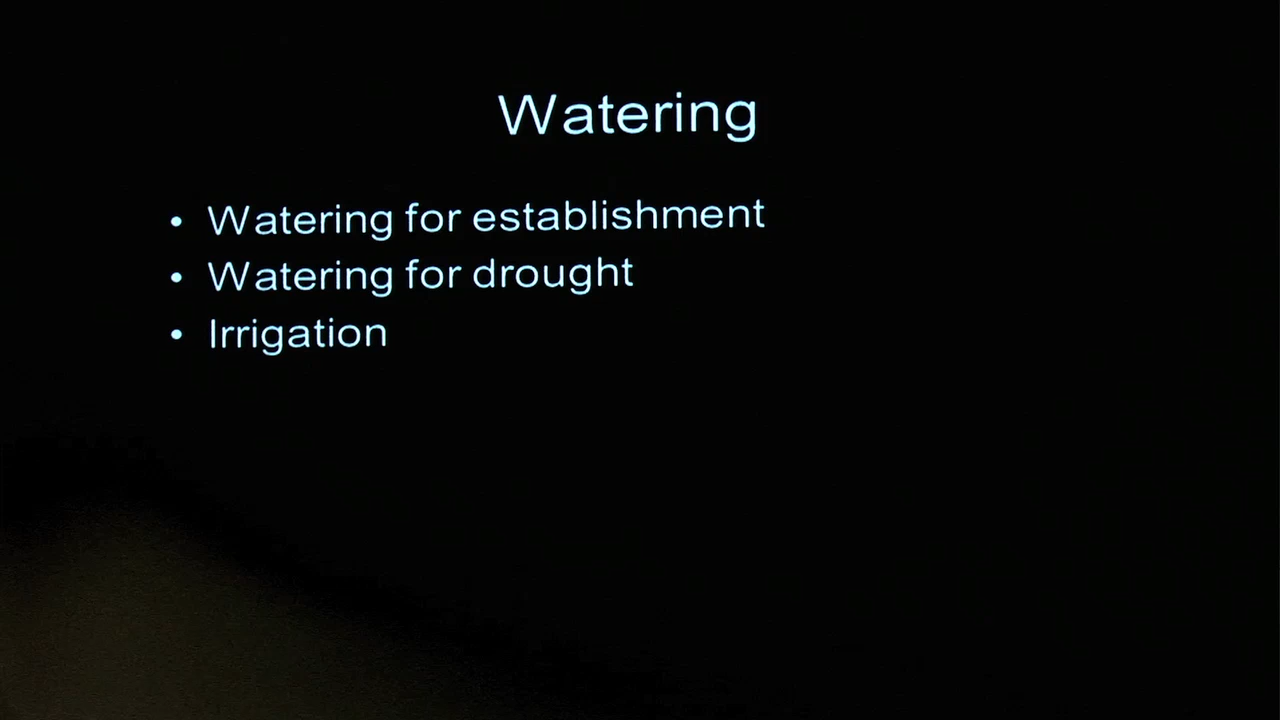 Watering
• Watering for establishment
• Watering for drought
• Irrigation